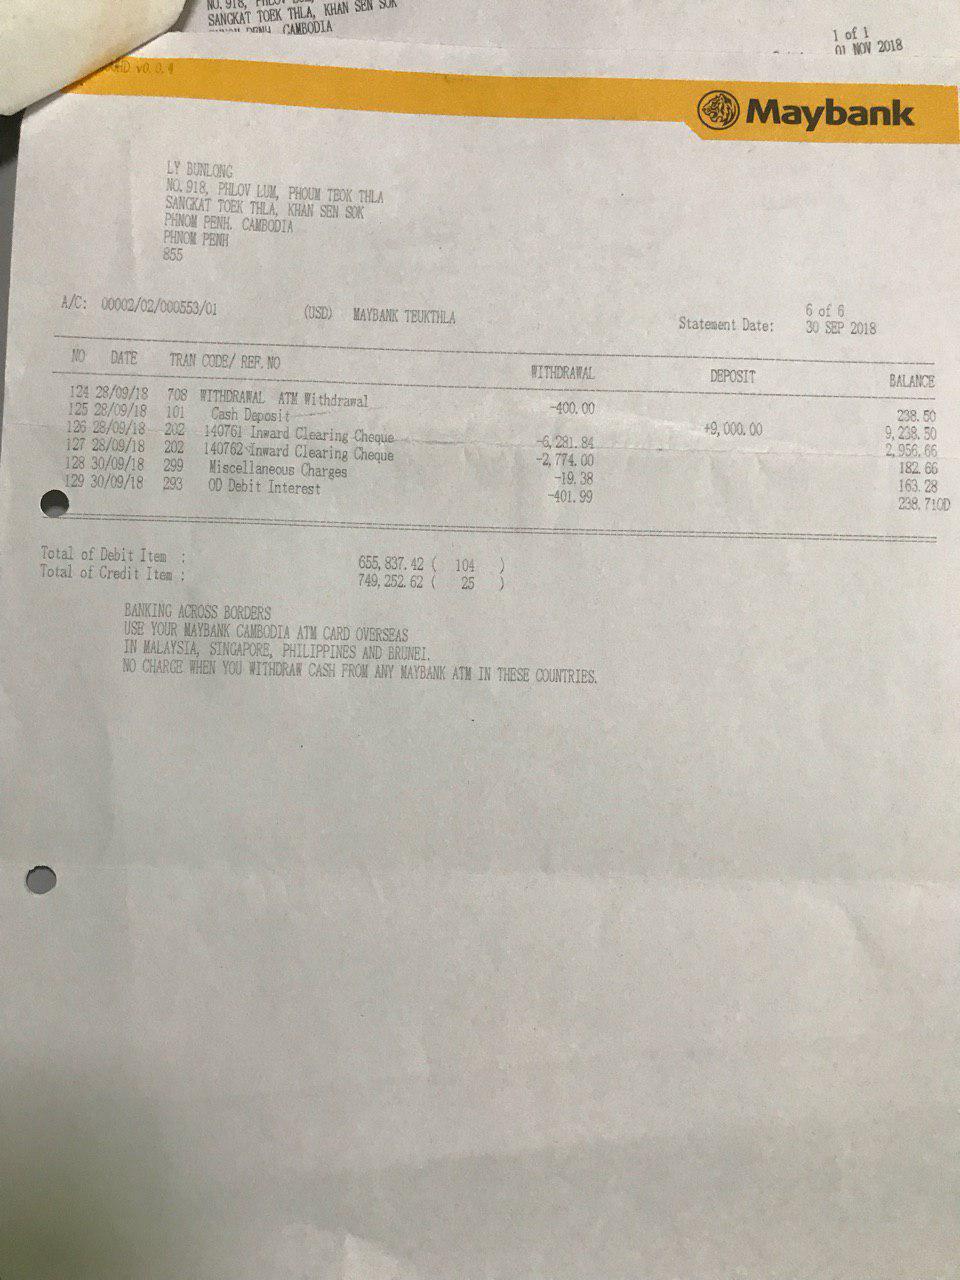 SANGKAT TOEK THLA, KHAN SEN SOK
CAMBODIA
1 of 1
01 NOV 2018
v0.0.4
Maybank
LY BUNLONG
NO.918, PHLOV LUM, PHOUM TEOK THLA
SANGKAT TOEK THLA, KHAN SEN SOK
PHNOM PENH. CAMBODIA
PHNOM PENH
855
A/C: 00002/02/000553/01 (USD) MAYBANK TEUKTHLA
6 of 6
Statement Date: 30 SEP 2018
NO DATE TRAN CODE/ REF.NO WITHDRAWAL DEPOSIT BALANCE
124 28/09/18 708 WITHDRAWAL ATM Withdrawal -400.00 238.50
125 28/09/18 101 Cash Deposit +9,000.00 9,238.50
126 28/09/18 202 140761 Inward Clearing Cheque -6,281.84 2,956.66
127 28/09/18 202 140762 Inward Clearing Cheque -2,774.00 182.66
128 30/09/18 299 Miscellaneous Charges -19.38 163.28
129 30/09/18 293 OD Debit Interest -401.99 238.71OD
Total of Debit Item : 655,837.42 ( 104 )
Total of Credit Item : 749,252.62 ( 25 )
BANKING ACROSS BORDERS
USE YOUR MAYBANK CAMBODIA ATM CARD OVERSEAS
IN MALAYSIA, SINGAPORE, PHILIPPINES AND BRUNEI.
NO CHARGE WHEN YOU WITHDRAW CASH FROM ANY MAYBANK ATM IN THESE COUNTRIES.